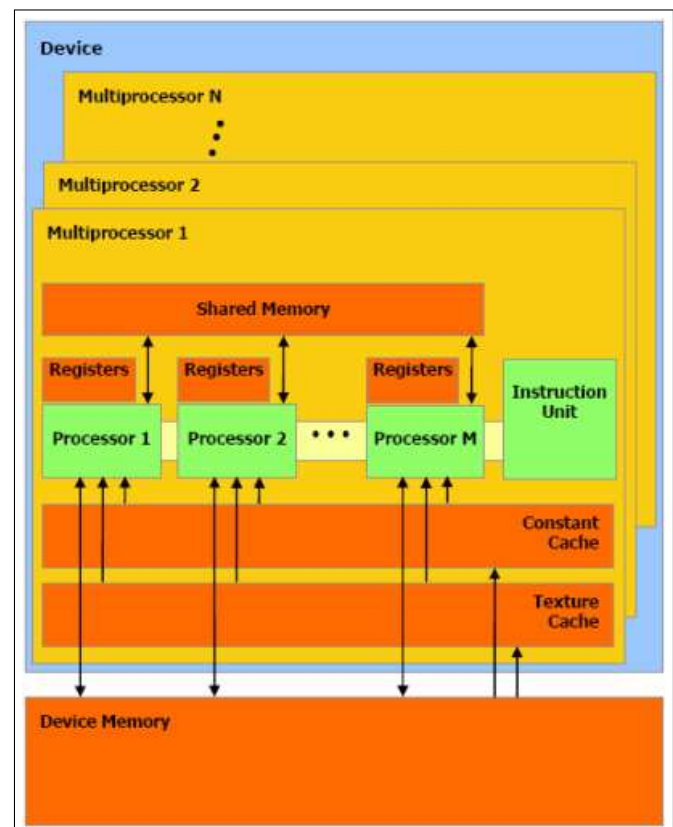 Device
Multiprocessor N
Multiprocessor 2
Multiprocessor 1
Shared Memory
Registers
Registers
Registers
Instruction
Unit
Processor 1
Processor 2
• • •
Processor M
Constant
Cache
Texture
Cache
Device Memory